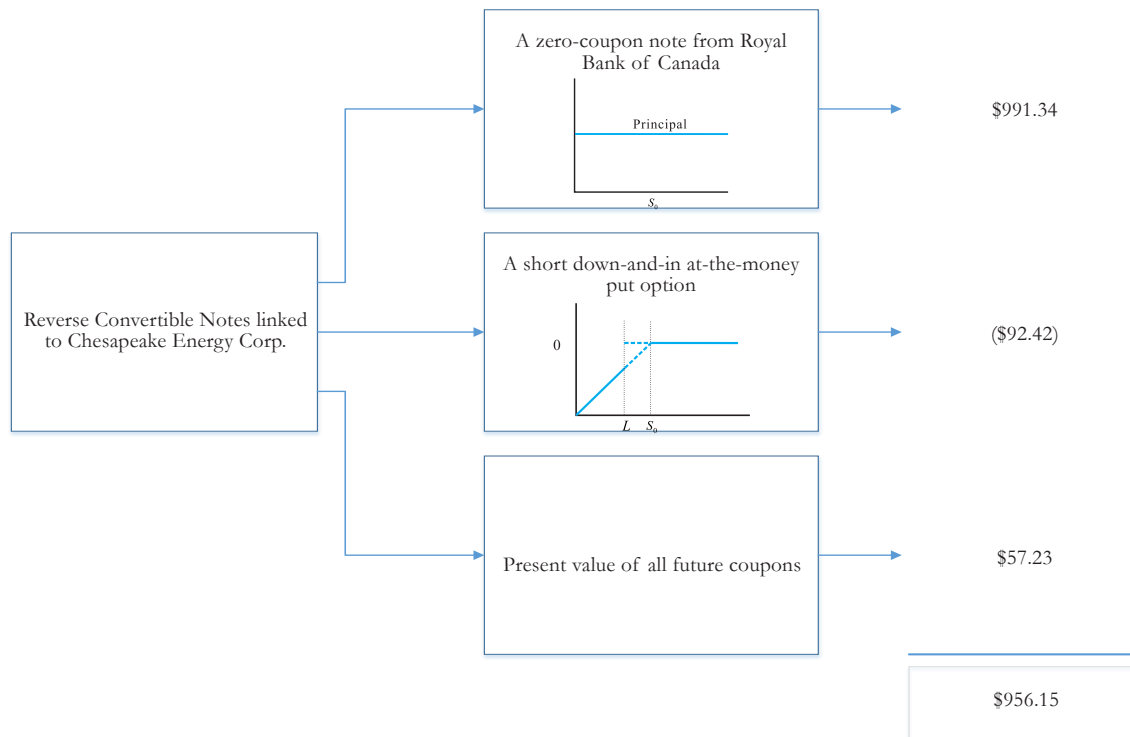 A zero-coupon note from Royal
Bank of Canada
Principal
S₀
$991.34
Reverse Convertible Notes linked
to Chesapeake Energy Corp.
A short down-and-in at-the-money
put option
0
L S₀
($92.42)
Present value of all future coupons
$57.23
$956.15